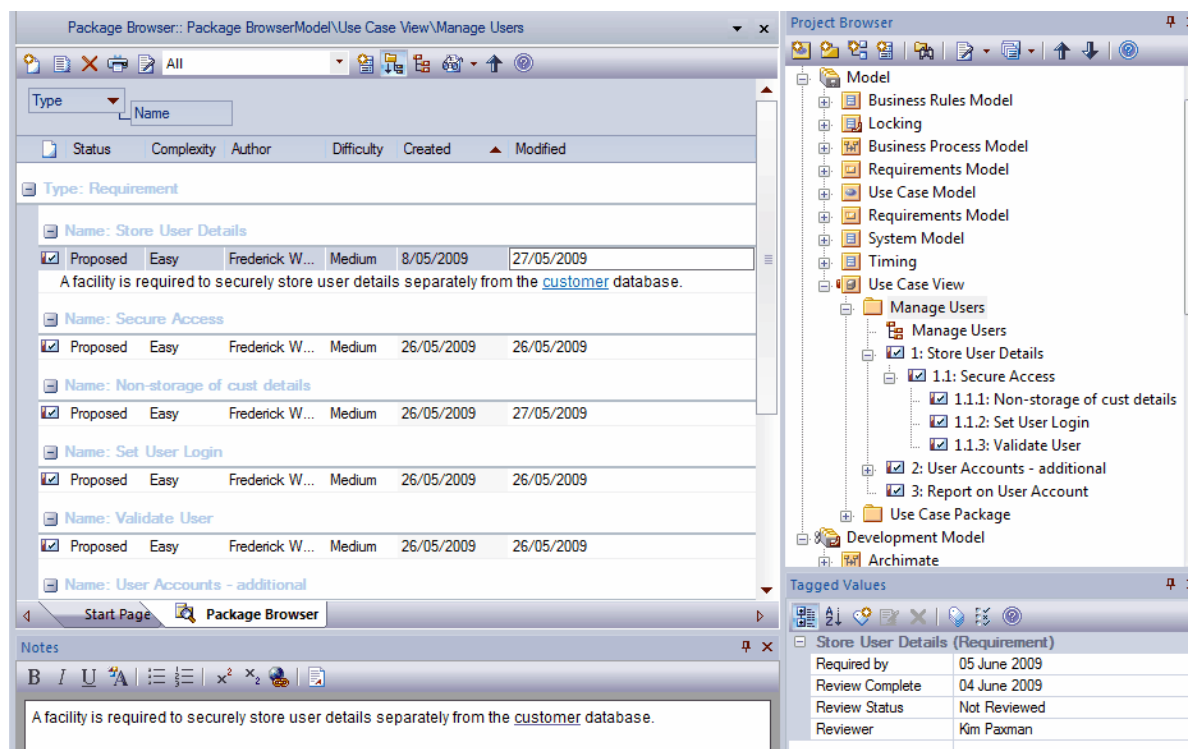 Package Browser:: Package BrowserModel\Use Case View\Manage Users
All
Type
Name
Status Complexity Author Difficulty Created Modified
Type: Requirement
Name: Store User Details
Proposed Easy Frederick W... Medium 8/05/2009 27/05/2009
A facility is required to securely store user details separately from the customer database.
Name: Secure Access
Proposed Easy Frederick W... Medium 26/05/2009 26/05/2009
Name: Non-storage of cust details
Proposed Easy Frederick W... Medium 26/05/2009 27/05/2009
Name: Set User Login
Proposed Easy Frederick W... Medium 26/05/2009 26/05/2009
Name: Validate User
Proposed Easy Frederick W... Medium 26/05/2009 26/05/2009
Name: User Accounts - additional
Start Page Package Browser
Notes
B I U A x² x₂
A facility is required to securely store user details separately from the customer database.
Project Browser
Model
Business Rules Model
Locking
Business Process Model
Requirements Model
Use Case Model
Requirements Model
System Model
Timing
Use Case View
Manage Users
Manage Users
1: Store User Details
1.1: Secure Access
1.1.1: Non-storage of cust details
1.1.2: Set User Login
1.1.3: Validate User
2: User Accounts - additional
3: Report on User Account
Use Case Package
Development Model
Archimate
Tagged Values
Store User Details (Requirement)
Required by 05 June 2009
Review Complete 04 June 2009
Review Status Not Reviewed
Reviewer Kim Paxman